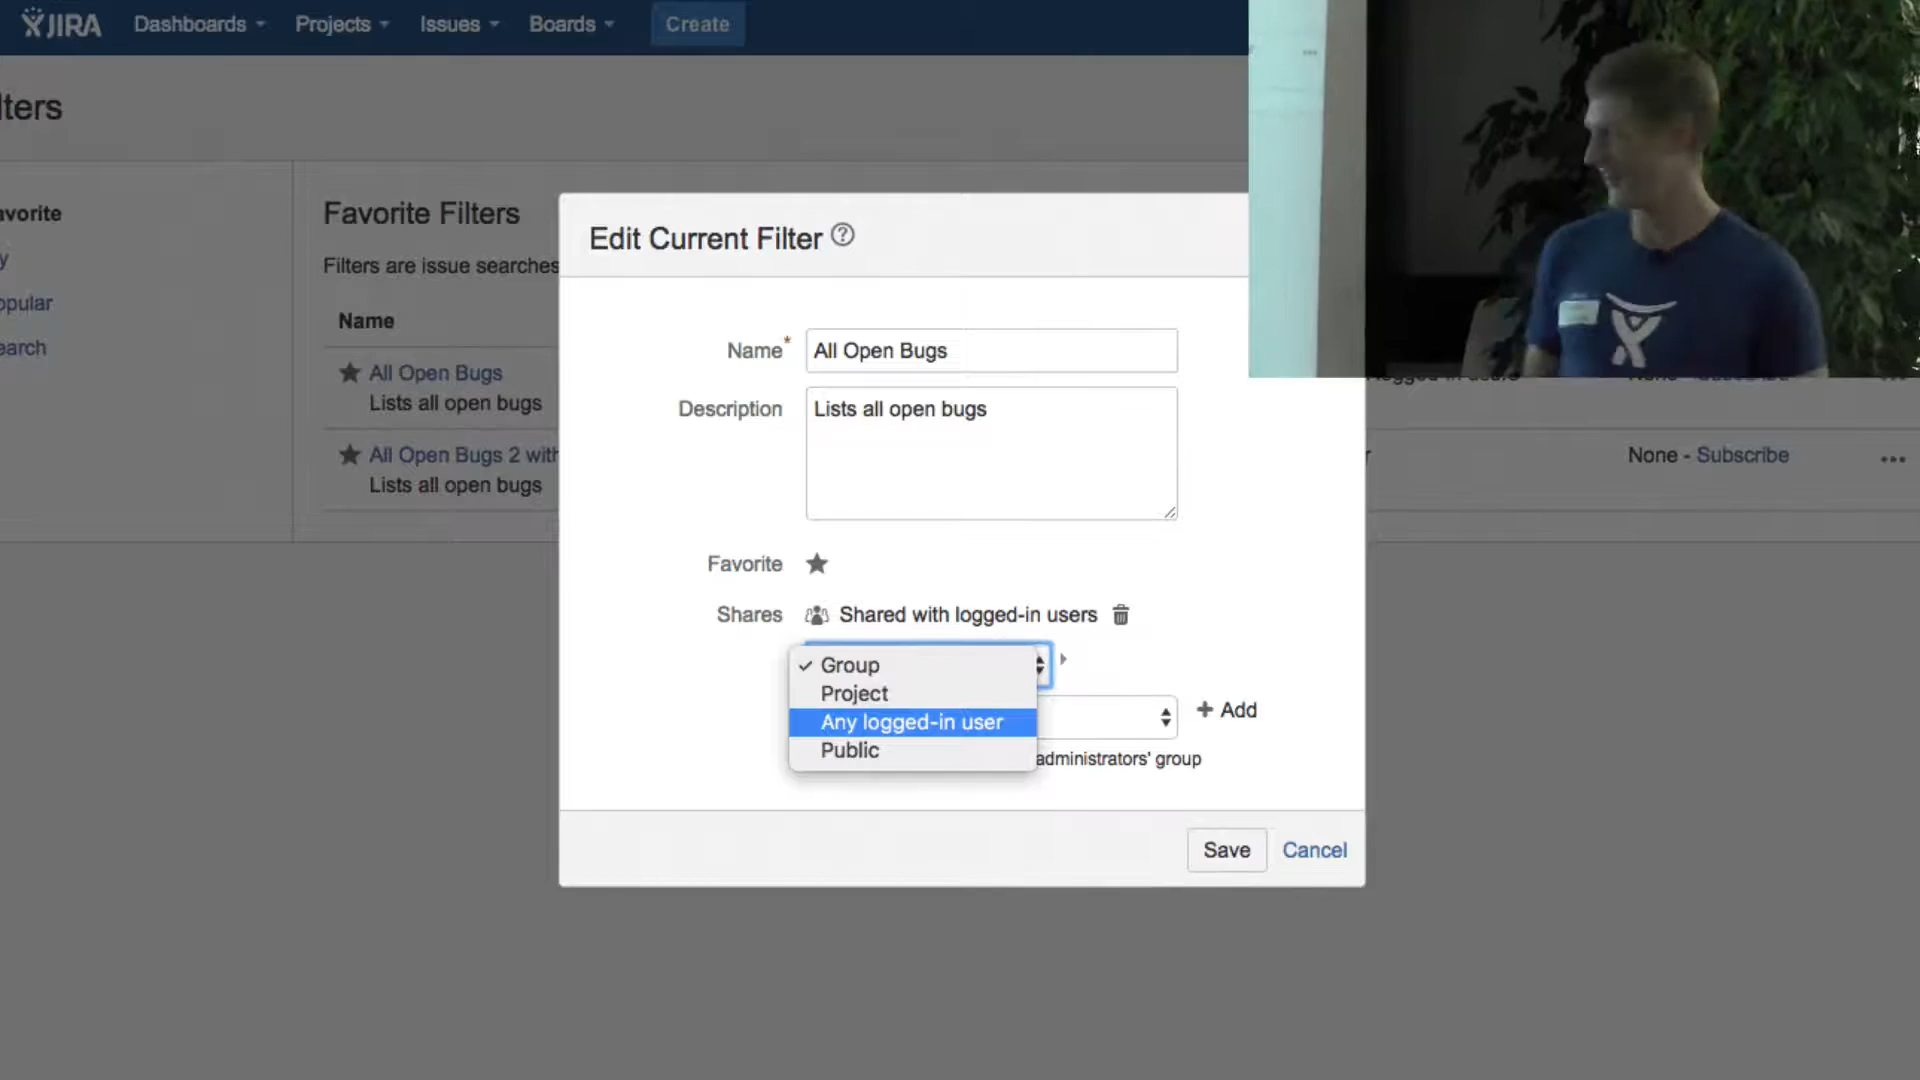 JIRA Dashboards Projects Issues Boards Create
lters
avorite
y
opular
earch
Favorite Filters
Filters are issue searches
Name
All Open Bugs
Lists all open bugs
All Open Bugs 2 with
Lists all open bugs
None - Subscribe
Edit Current Filter
Name*
All Open Bugs
Description
Lists all open bugs
Favorite
Shares
Shared with logged-in users
Group
Project
Any logged-in user
Public
+ Add
administrators' group
Save Cancel